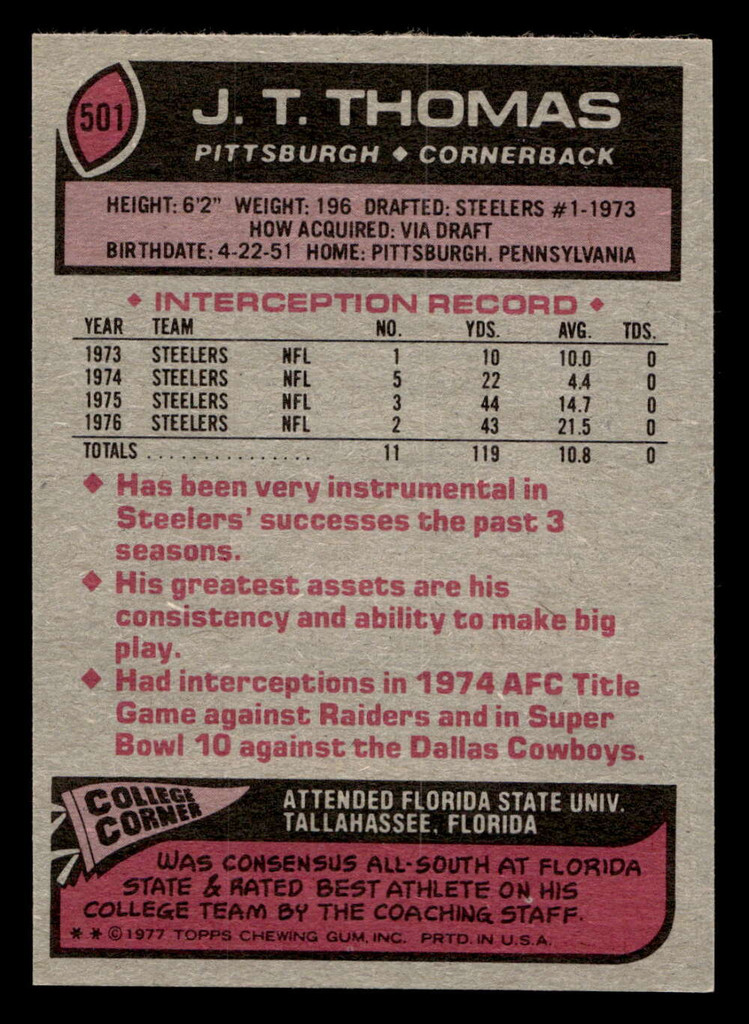 501
J. T. THOMAS
PITTSBURGH ♦ CORNERBACK
HEIGHT: 6'2" WEIGHT: 196 DRAFTED: STEELERS #1-1973
HOW ACQUIRED: VIA DRAFT
BIRTHDATE: 4-22-51 HOME: PITTSBURGH. PENNSYLVANIA
♦ INTERCEPTION RECORD ♦
YEAR TEAM NO. YDS. AVG. TDS.
1973 STEELERS NFL 1 10 10.0 0
1974 STEELERS NFL 5 22 4.4 0
1975 STEELERS NFL 3 44 14.7 0
1976 STEELERS NFL 2 43 21.5 0
TOTALS ................ 11 119 10.8 0
♦ Has been very instrumental in
Steelers' successes the past 3
seasons.
♦ His greatest assets are his
consistency and ability to make big
play.
♦ Had interceptions in 1974 AFC Title
Game against Raiders and in Super
Bowl 10 against the Dallas Cowboys.
COLLEGE
CORNER
ATTENDED FLORIDA STATE UNIV.
TALLAHASSEE, FLORIDA
WAS CONSENSUS ALL-SOUTH AT FLORIDA
STATE & RATED BEST ATHLETE ON HIS
COLLEGE TEAM BY THE COACHING STAFF.
* * © 1977 TOPPS CHEWING GUM, INC. PRTD. IN U.S.A.